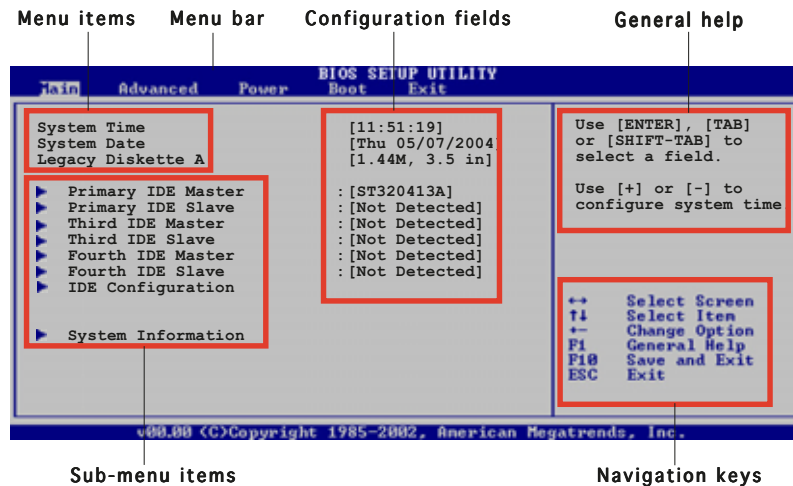 Menu items Menu bar Configuration fields General help
BIOS SETUP UTILITY
Main Advanced Power Boot Exit
System Time [11:51:19]
System Date [Thu 05/07/2004]
Legacy Diskette A [1.44M, 3.5 in]
Primary IDE Master :[ST320413A]
Primary IDE Slave :[Not Detected]
Third IDE Master :[Not Detected]
Third IDE Slave :[Not Detected]
Fourth IDE Master :[Not Detected]
Fourth IDE Slave :[Not Detected]
IDE Configuration
System Information
Use [ENTER], [TAB]
or [SHIFT-TAB] to
select a field.
Use [+] or [-] to
configure system time
↔ Select Screen
↑↓ Select Item
+- Change Option
F1 General Help
F10 Save and Exit
ESC Exit
v00.00 (C)Copyright 1985-2002, American Megatrends, Inc.
Sub-menu items Navigation keys